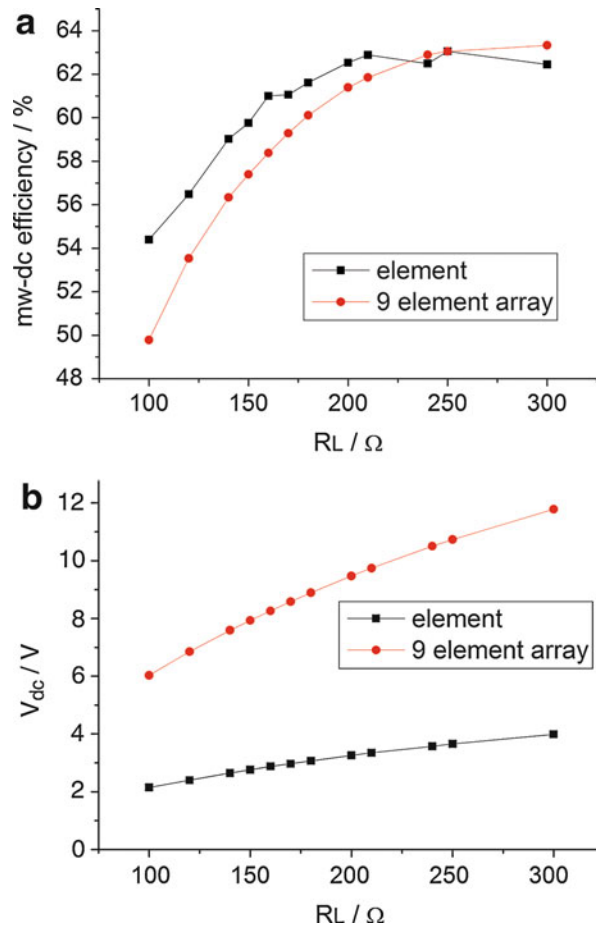 a
mw-dc efficiency / %
64
62
60
58
56
54
52
50
48
element
9 element array
100 150 200 250 300
RL / Ω
b
V_dc / V
12
10
8
6
4
2
0
element
9 element array
100 150 200 250 300
RL / Ω